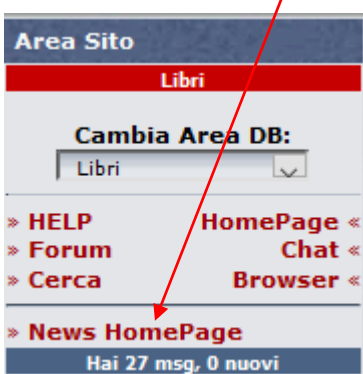 Area Sito
Libri
Cambia Area DB:
Libri
» HELP HomePage «
» Forum Chat «
» Cerca Browser «
» News HomePage
Hai 27 msg, 0 nuovi